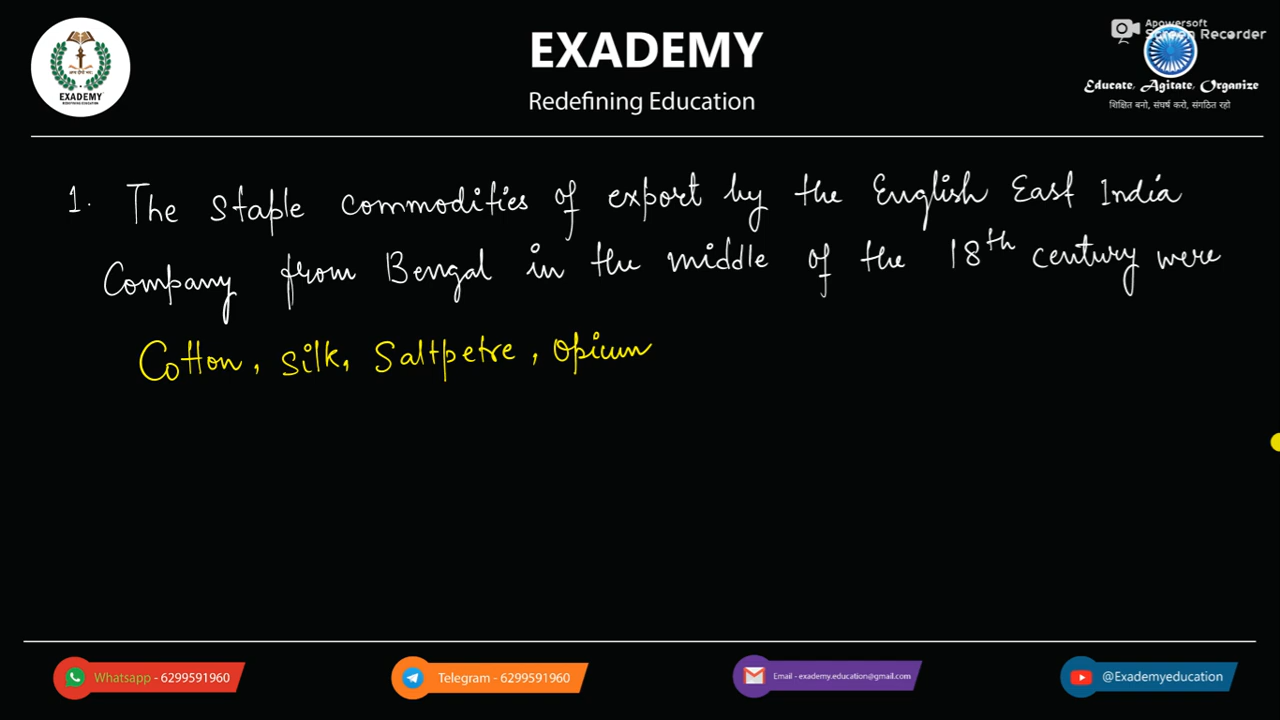 EXADEMY
Redefining Education
EXADEMY
REDEFINING EDUCATION
Apowersoft
Screen Recorder
Educate, Agitate, Organize
शिक्षित बनो, संघर्ष करो, संगठित रहो
1. The staple commodities of export by the English East India
Company from Bengal in the middle of the 18th century were
Cotton, silk, Saltpetre, Opium
Whatsapp - 6299591960
Telegram - 6299591960
Email - exademy.education@gmail.com
@Exademyeducation